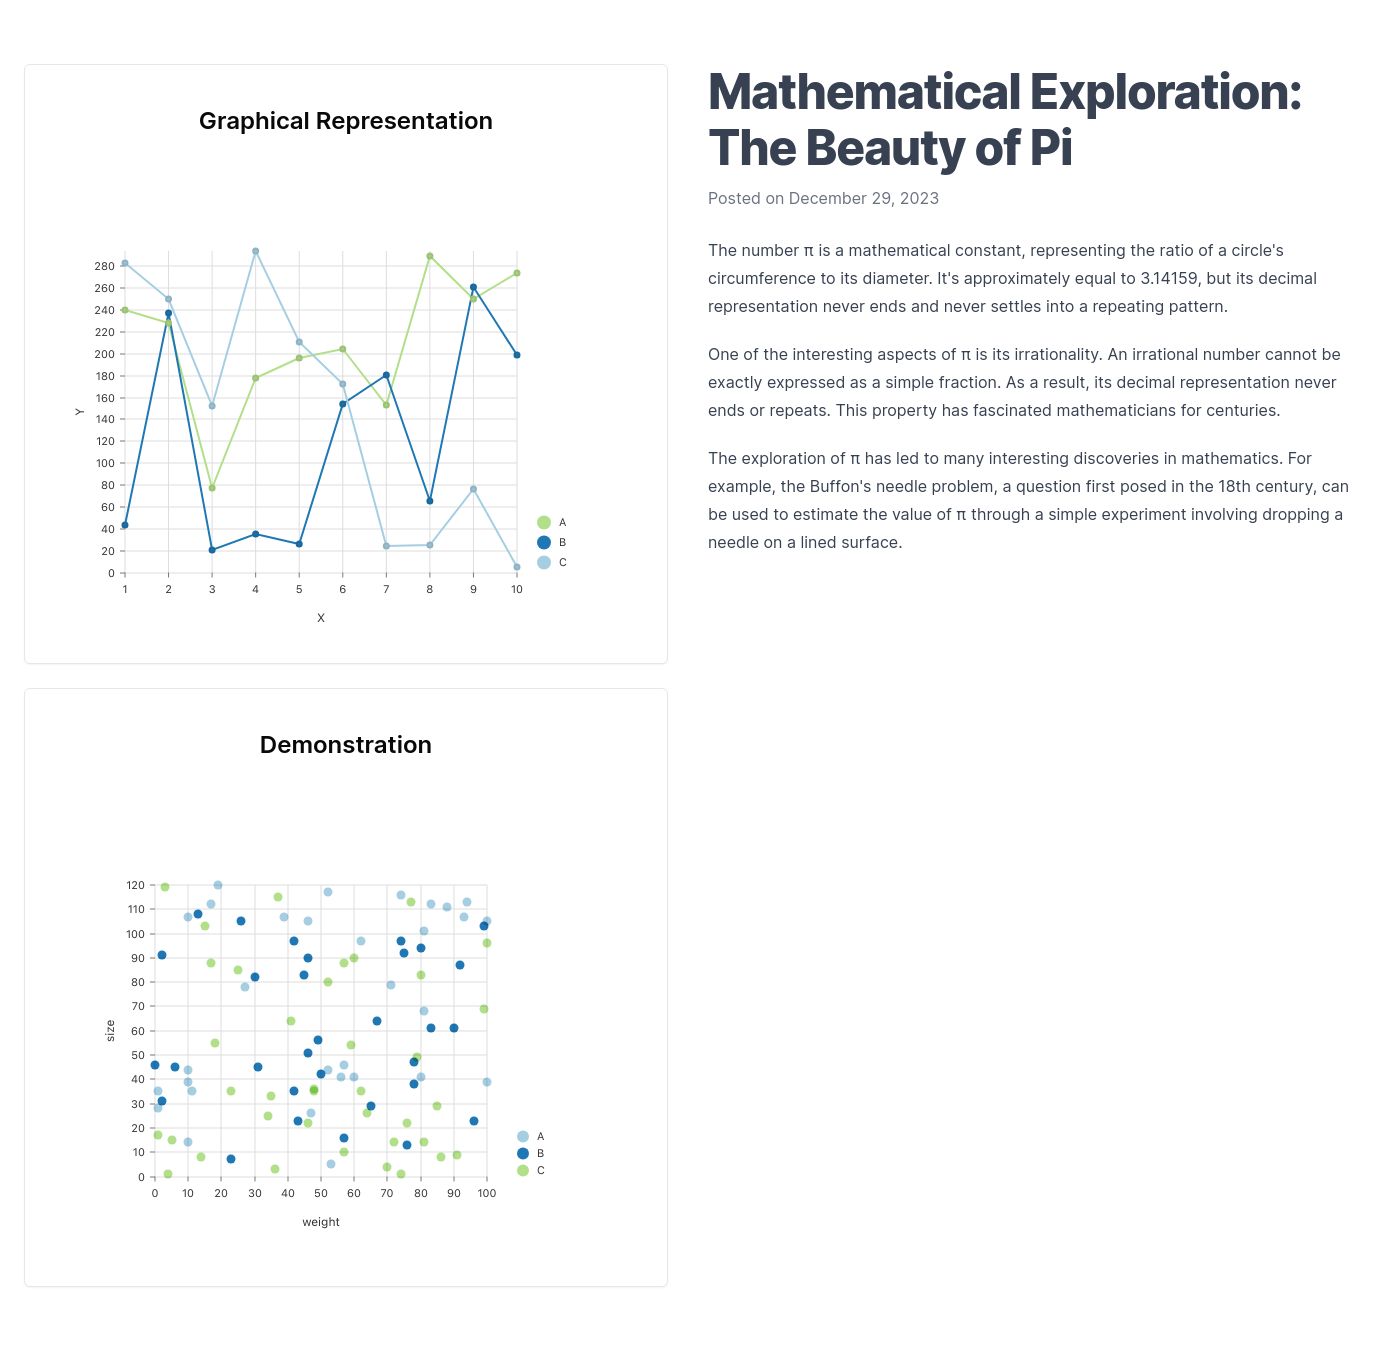 Graphical Representation
280
260
240
220
200
180
160
140
120
100
80
60
40
20
0
Y
1 2 3 4 5 6 7 8 9 10
X
A
B
C
Demonstration
120
110
100
90
80
70
60
50
40
30
20
10
0
size
0 10 20 30 40 50 60 70 80 90 100
weight
A
B
C
Mathematical Exploration:
The Beauty of Pi
Posted on December 29, 2023
The number π is a mathematical constant, representing the ratio of a circle's
circumference to its diameter. It's approximately equal to 3.14159, but its decimal
representation never ends and never settles into a repeating pattern.
One of the interesting aspects of π is its irrationality. An irrational number cannot be
exactly expressed as a simple fraction. As a result, its decimal representation never
ends or repeats. This property has fascinated mathematicians for centuries.
The exploration of π has led to many interesting discoveries in mathematics. For
example, the Buffon's needle problem, a question first posed in the 18th century, can
be used to estimate the value of π through a simple experiment involving dropping a
needle on a lined surface.